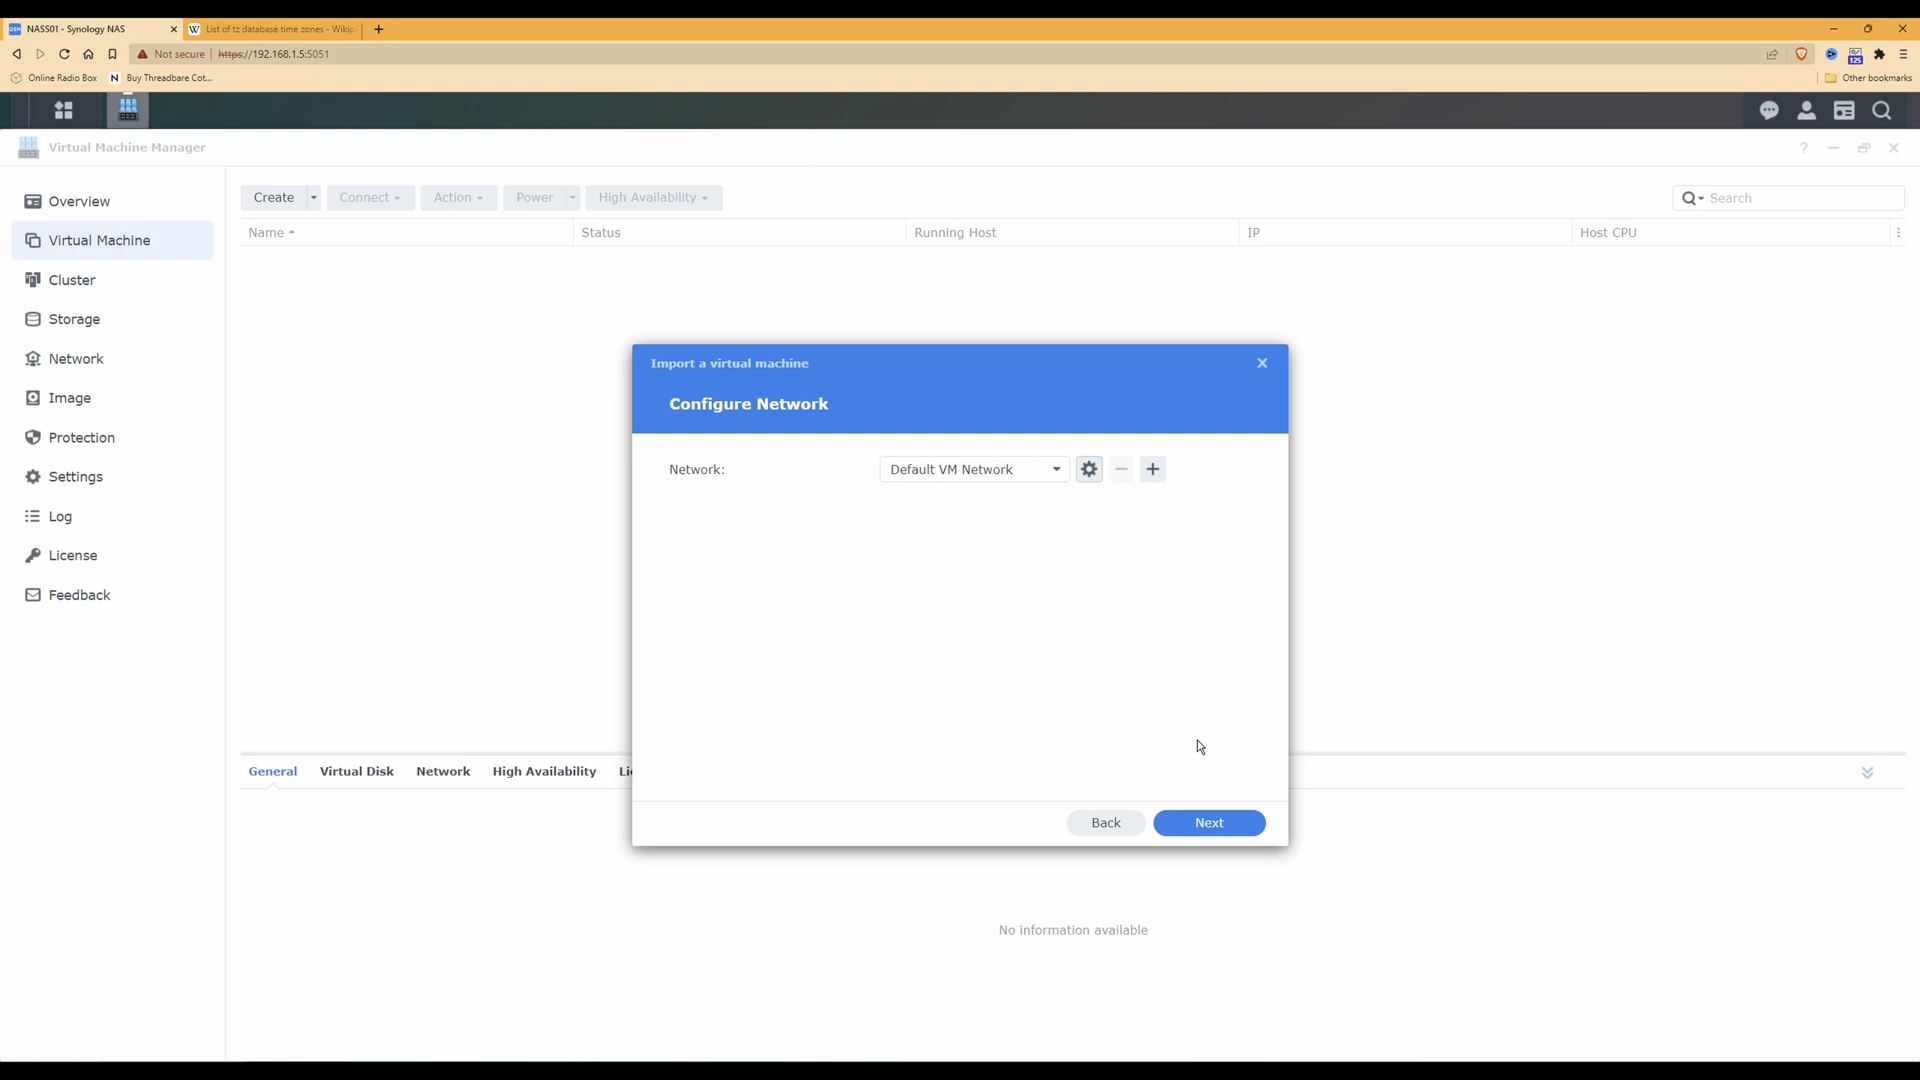 NASS01 - Synology NAS
List of tz database time zones - Wikip
Not secure
https://192.168.1.5:5051
125
Online Radio Box
N
Buy Threadbare Cot...
Other bookmarks
Virtual Machine Manager
?
Overview
Virtual Machine
Cluster
Storage
Network
Image
Protection
Settings
Log
License
Feedback
Create
Connect
Action
Power
High Availability
Search
Name
Status
Running Host
IP
Host CPU
Import a virtual machine
Configure Network
Network:
Default VM Network
Back
Next
General
Virtual Disk
Network
High Availability
Li
No information available